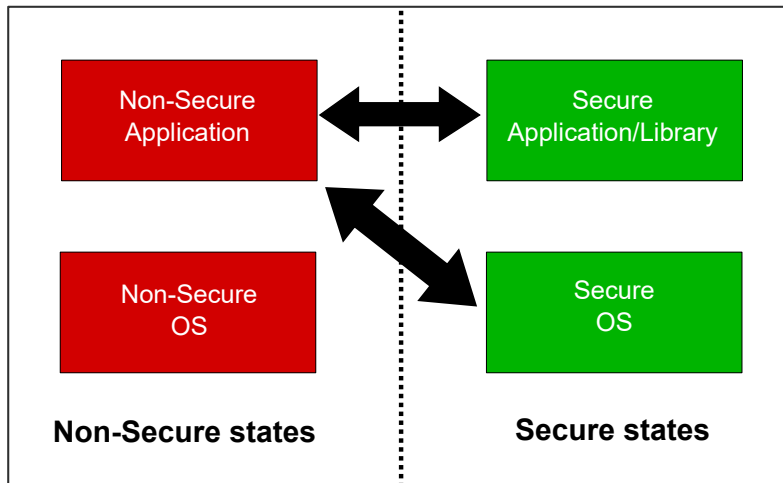 Non-Secure
Application
Secure
Application/Library
Non-Secure
OS
Secure
OS
Non-Secure states
Secure states